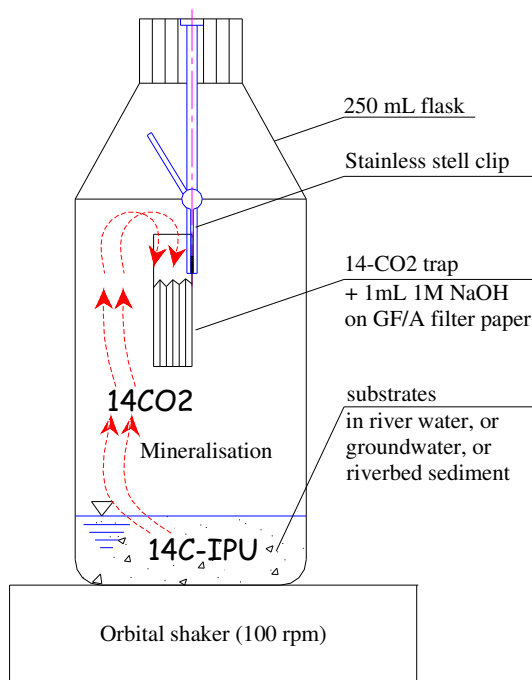 250 mL flask
Stainless stell clip
14-CO2 trap
+ 1mL 1M NaOH
on GF/A filter paper
14CO2
substrates
in river water, or
groundwater, or
riverbed sediment
Mineralisation
14C-IPU
Orbital shaker (100 rpm)